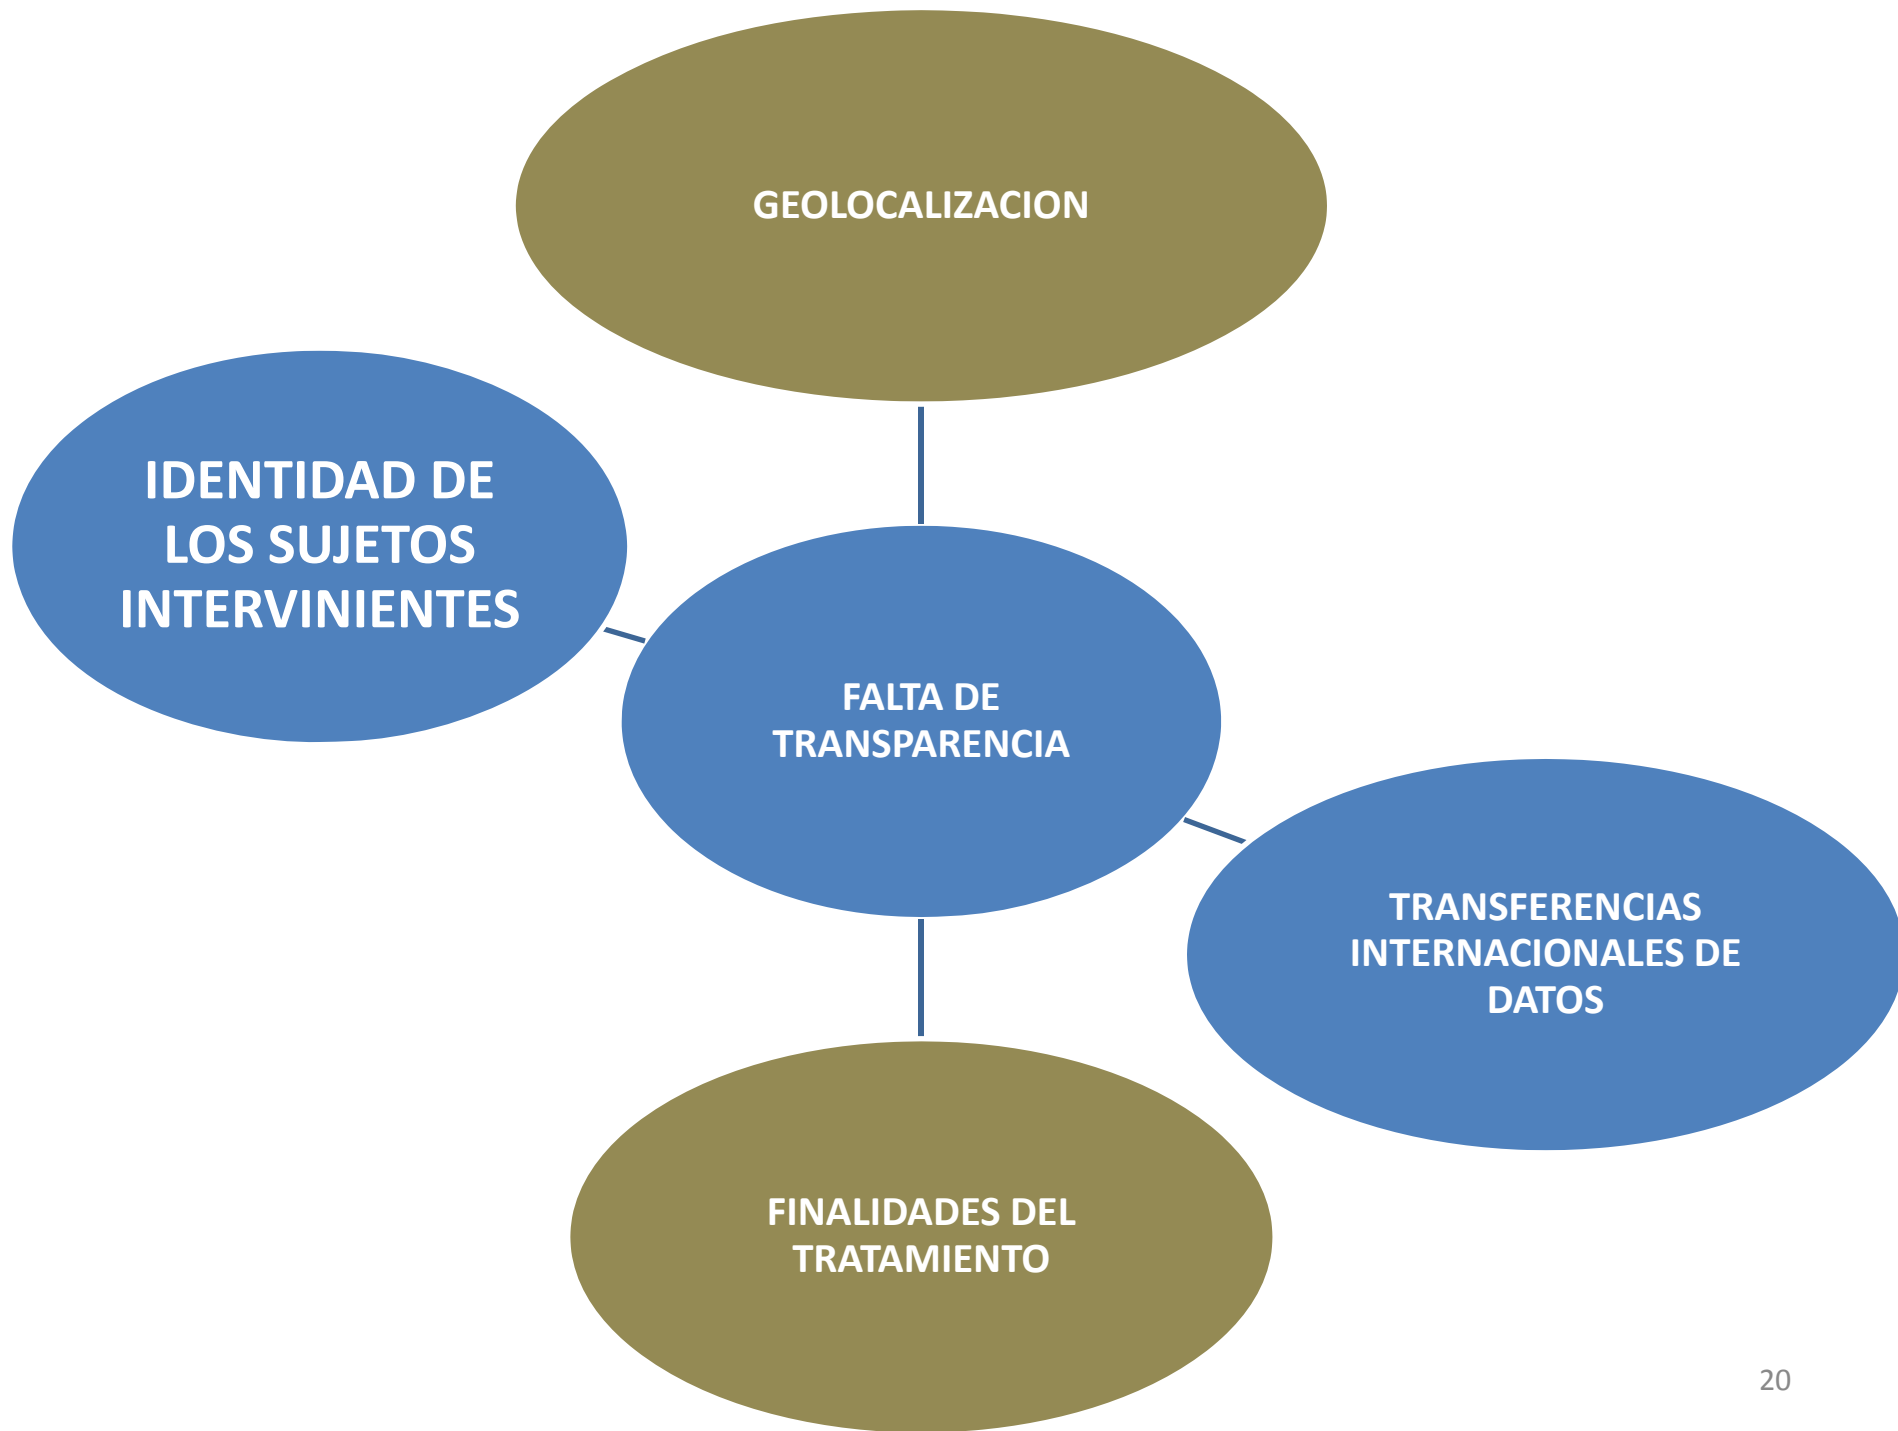 GEOLOCALIZACION
IDENTIDAD DE
LOS SUJETOS
INTERVINIENTES
FALTA DE
TRANSPARENCIA
TRANSFERENCIAS
INTERNACIONALES DE
DATOS
FINALIDADES DEL
TRATAMIENTO
20